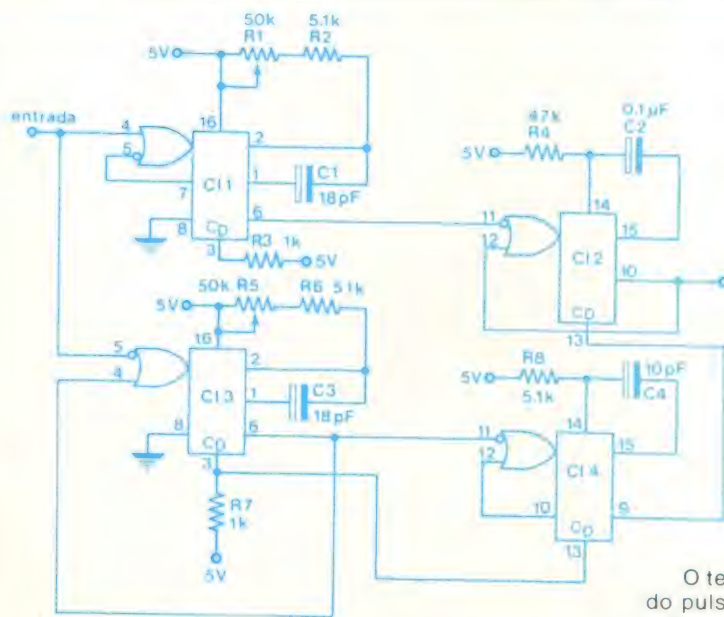 50k
R1
5.1k
R2
5V
entrada
16
4
5
2
C1
18pF
1
CI1
7
6
8
CD
3
R3 1k
5V
47k
R4
0.1µF
C2
5V
14
11
12
15
CI2
10
CD
13
50k R5
R6 5.1k
5V
16
5
4
2
C3
18pF
1
CI3
8
6
CD
3
R7
1k
5V
R8
5.1k
5V
10pF
C4
14
11
12
15
CI4
10
9
CD
13
O te
do puls